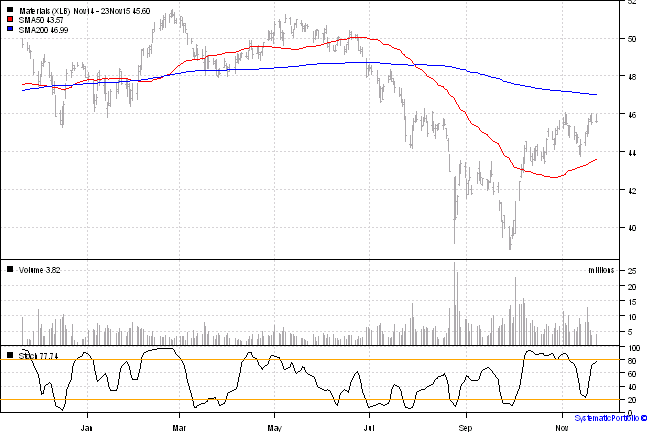 Materials (XLB) Nov14 - 23Nov15 45.60
SMA50 43.57
SMA200 46.99
52
50
48
46
44
42
40
Volume 3.82
millions
25
20
15
10
5
Stoch 77.74
100
80
60
40
20
0
Jan
Mar
May
Jul
Sep
Nov
SystematicPortfolio ©